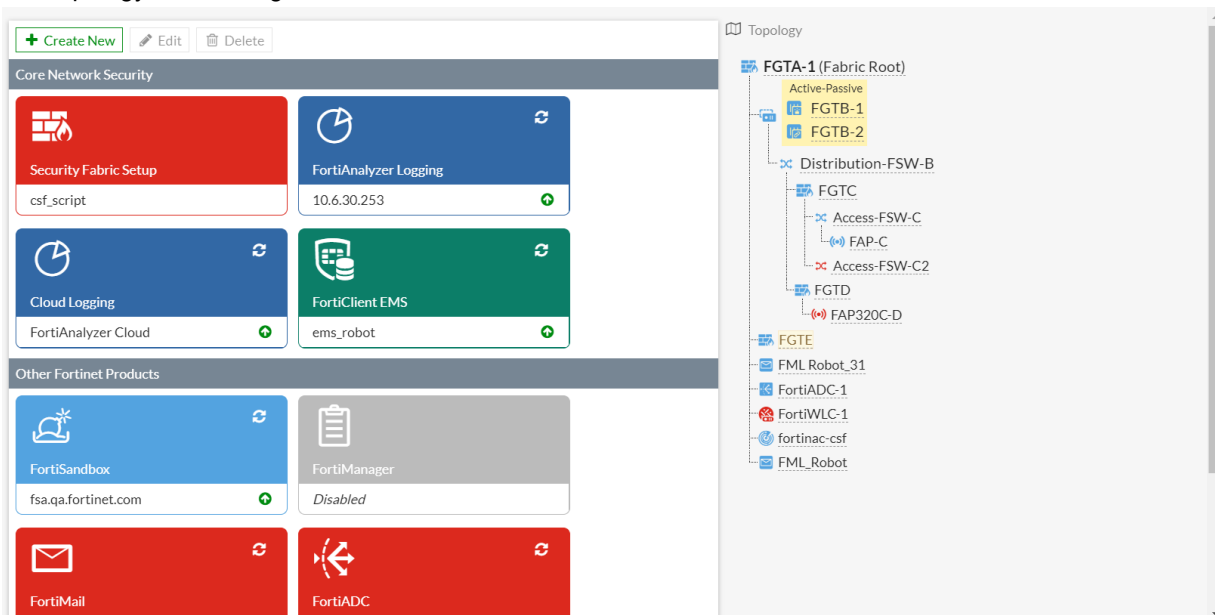 Create New
Edit
Delete
Core Network Security
Security Fabric Setup
csf_script
FortiAnalyzer Logging
10.6.30.253
Cloud Logging
FortiAnalyzer Cloud
FortiClient EMS
ems_robot
Other Fortinet Products
FortiSandbox
fsa.qa.fortinet.com
FortiManager
Disabled
FortiMail
FortiADC
Topology
FGTA-1 (Fabric Root)
Active-Passive
FGTB-1
FGTB-2
Distribution-FSW-B
FGTC
Access-FSW-C
FAP-C
Access-FSW-C2
FGTD
FAP320C-D
FGTE
FML Robot_31
FortiADC-1
FortiWLC-1
fortinac-csf
FML_Robot